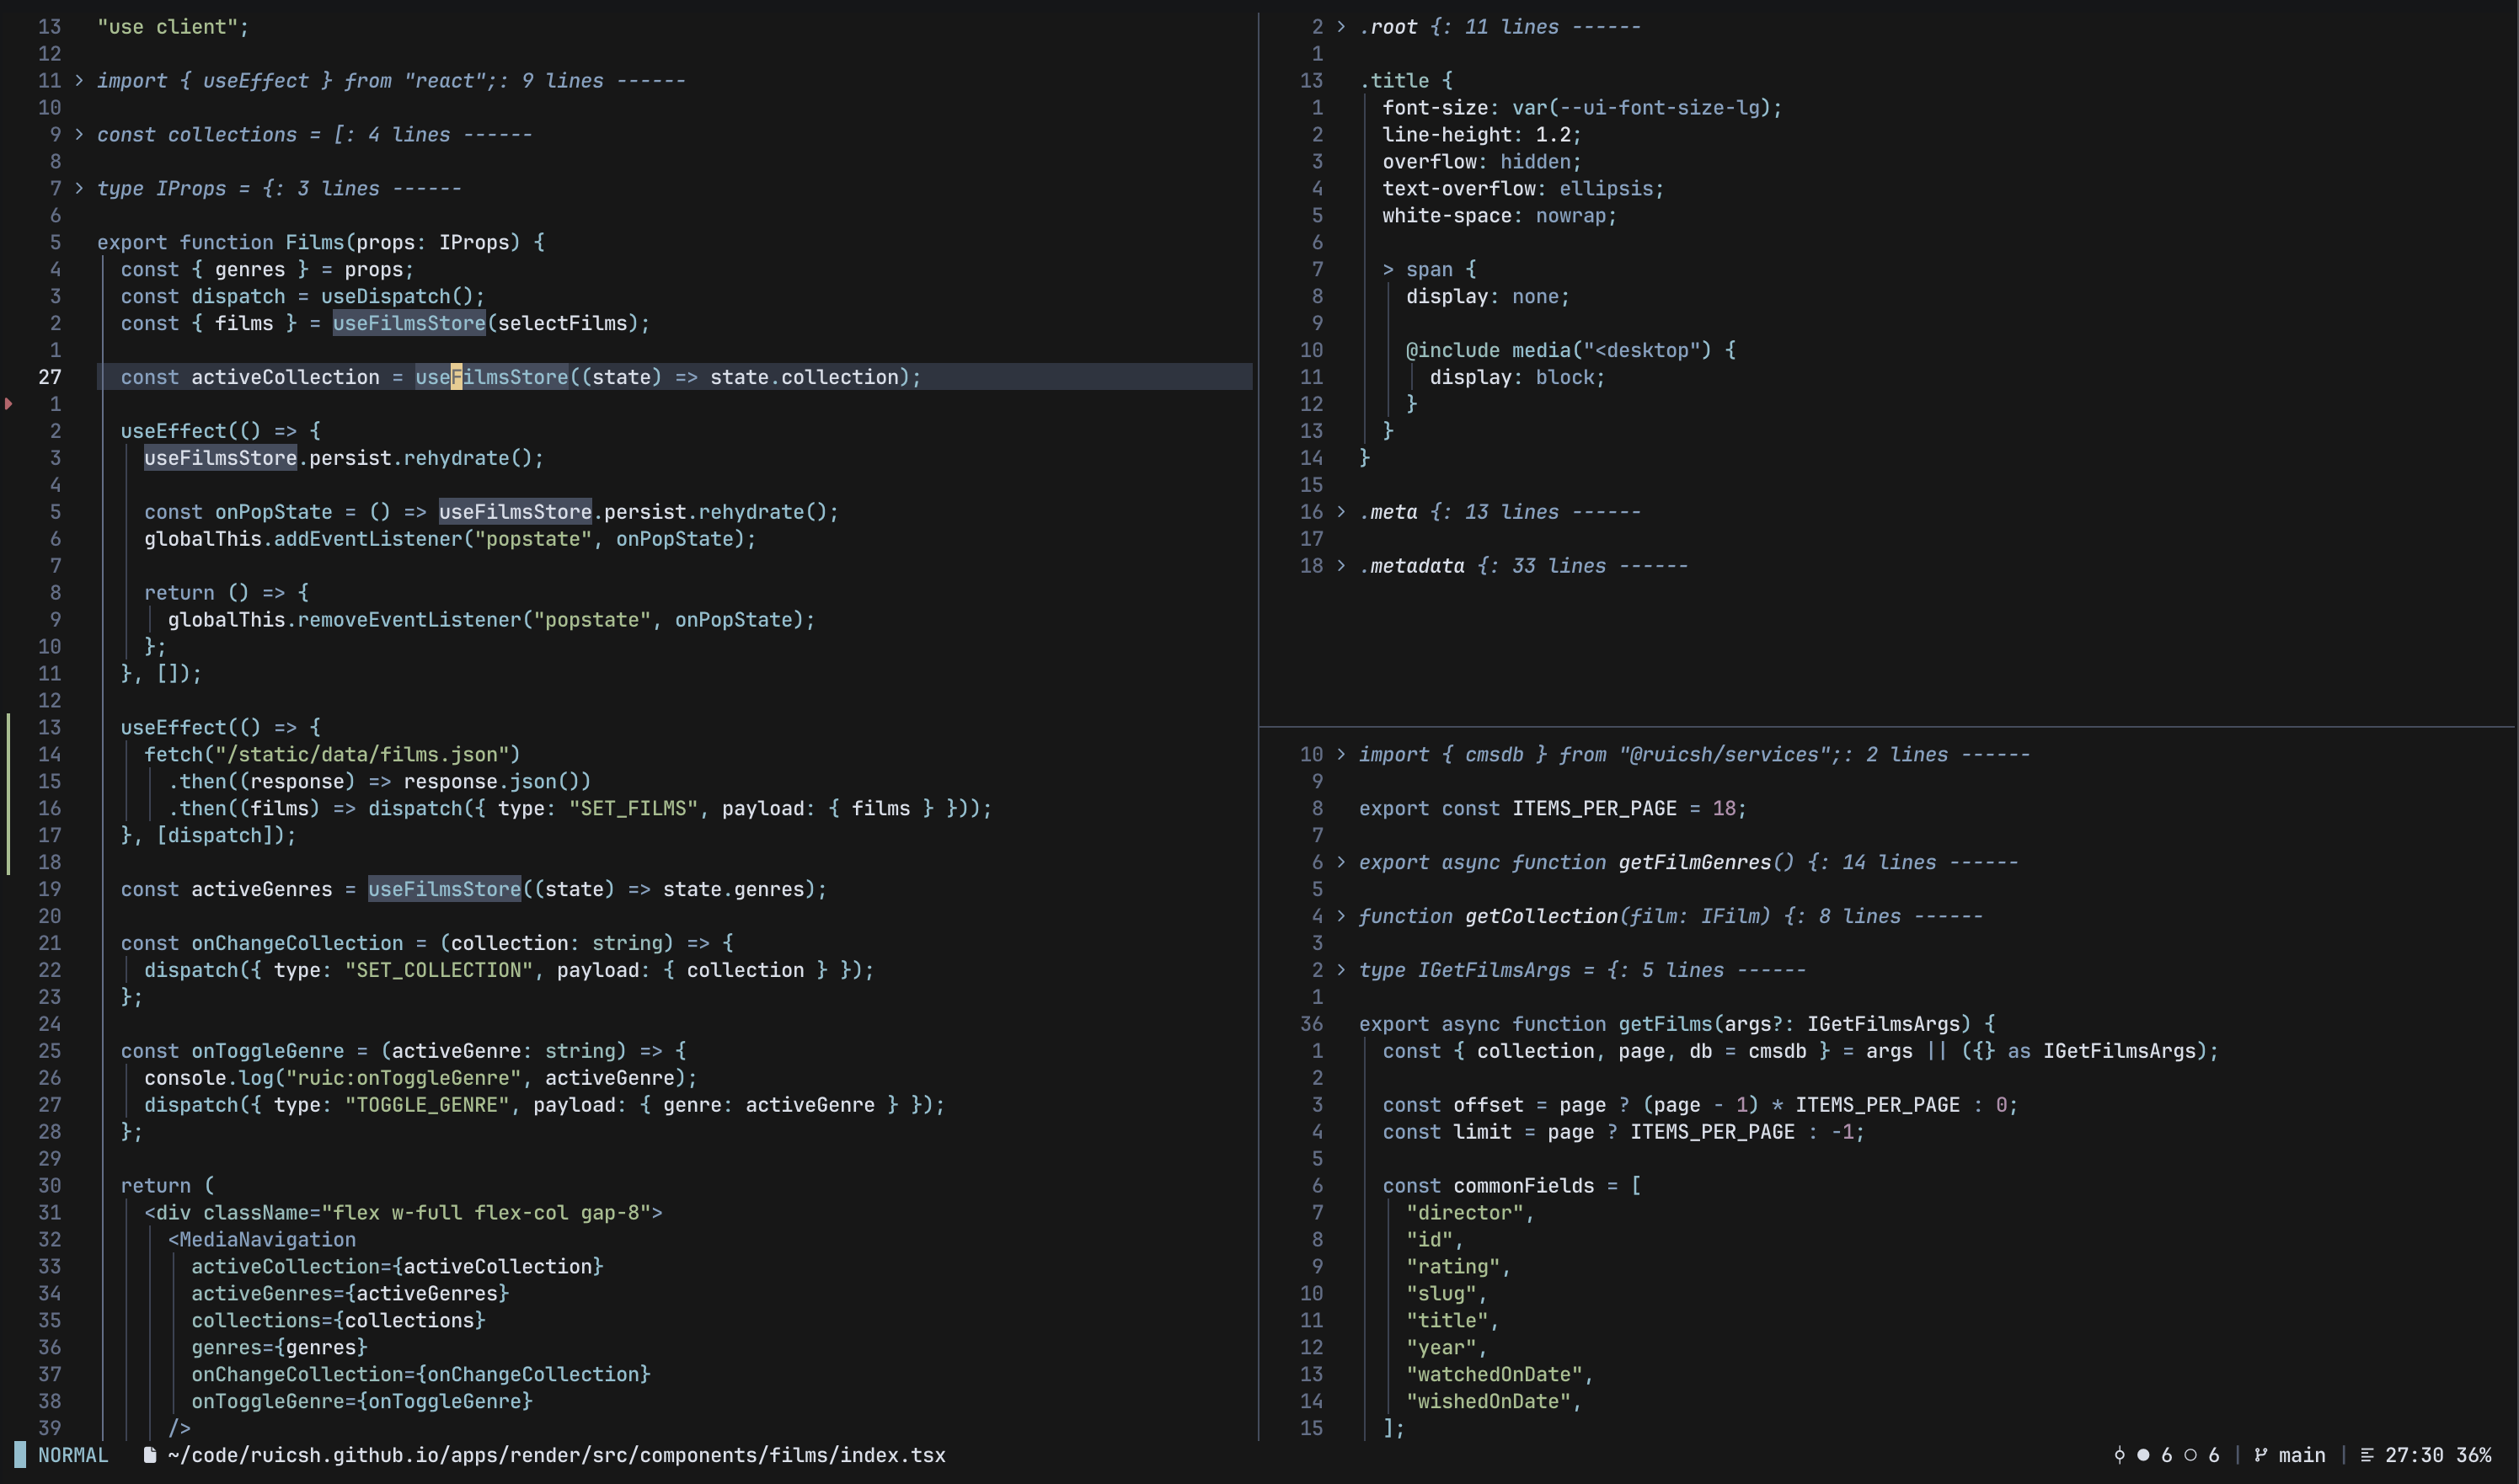 13 "use client";
12
11 > import { useEffect } from "react";: 9 lines ------
10
9 > const collections = [: 4 lines ------
8
7 > type IProps = {: 3 lines ------
6
5 export function Films(props: IProps) {
4 const { genres } = props;
3 const dispatch = useDispatch();
2 const { films } = useFilmsStore(selectFilms);
1
27 const activeCollection = useFilmsStore((state) => state.collection);
1
2 useEffect(() => {
3 useFilmsStore.persist.rehydrate();
4
5 const onPopState = () => useFilmsStore.persist.rehydrate();
6 globalThis.addEventListener("popstate", onPopState);
7
8 return () => {
9 globalThis.removeEventListener("popstate", onPopState);
10 };
11 }, []);
12
13 useEffect(() => {
14 fetch("/static/data/films.json")
15 .then((response) => response.json())
16 .then((films) => dispatch({ type: "SET_FILMS", payload: { films } }));
17 }, [dispatch]);
18
19 const activeGenres = useFilmsStore((state) => state.genres);
20
21 const onChangeCollection = (collection: string) => {
22 dispatch({ type: "SET_COLLECTION", payload: { collection } });
23 };
24
25 const onToggleGenre = (activeGenre: string) => {
26 console.log("ruic:onToggleGenre", activeGenre);
27 dispatch({ type: "TOGGLE_GENRE", payload: { genre: activeGenre } });
28 };
29
30 return (
31 <div className="flex w-full flex-col gap-8">
32 <MediaNavigation
33 activeCollection={activeCollection}
34 activeGenres={activeGenres}
35 collections={collections}
36 genres={genres}
37 onChangeCollection={onChangeCollection}
38 onToggleGenre={onToggleGenre}
39 />
2 > .root {: 11 lines ------
1
13 .title {
1 font-size: var(--ui-font-size-lg);
2 line-height: 1.2;
3 overflow: hidden;
4 text-overflow: ellipsis;
5 white-space: nowrap;
6
7 > span {
8 display: none;
9
10 @include media("<desktop") {
11 display: block;
12 }
13 }
14 }
15
16 > .meta {: 13 lines ------
17
18 > .metadata {: 33 lines ------
10 > import { cmsdb } from "@ruicsh/services";: 2 lines ------
9
8 export const ITEMS_PER_PAGE = 18;
7
6 > export async function getFilmGenres() {: 14 lines ------
5
4 > function getCollection(film: IFilm) {: 8 lines ------
3
2 > type IGetFilmsArgs = {: 5 lines ------
1
36 export async function getFilms(args?: IGetFilmsArgs) {
1 const { collection, page, db = cmsdb } = args || ({} as IGetFilmsArgs);
2
3 const offset = page ? (page - 1) * ITEMS_PER_PAGE : 0;
4 const limit = page ? ITEMS_PER_PAGE : -1;
5
6 const commonFields = [
7 "director",
8 "id",
9 "rating",
10 "slug",
11 "title",
12 "year",
13 "watchedOnDate",
14 "wishedOnDate",
15 ];
NORMAL ~/code/ruicsh.github.io/apps/render/src/components/films/index.tsx ● 6 ○ 6 | main | 27:30 36%